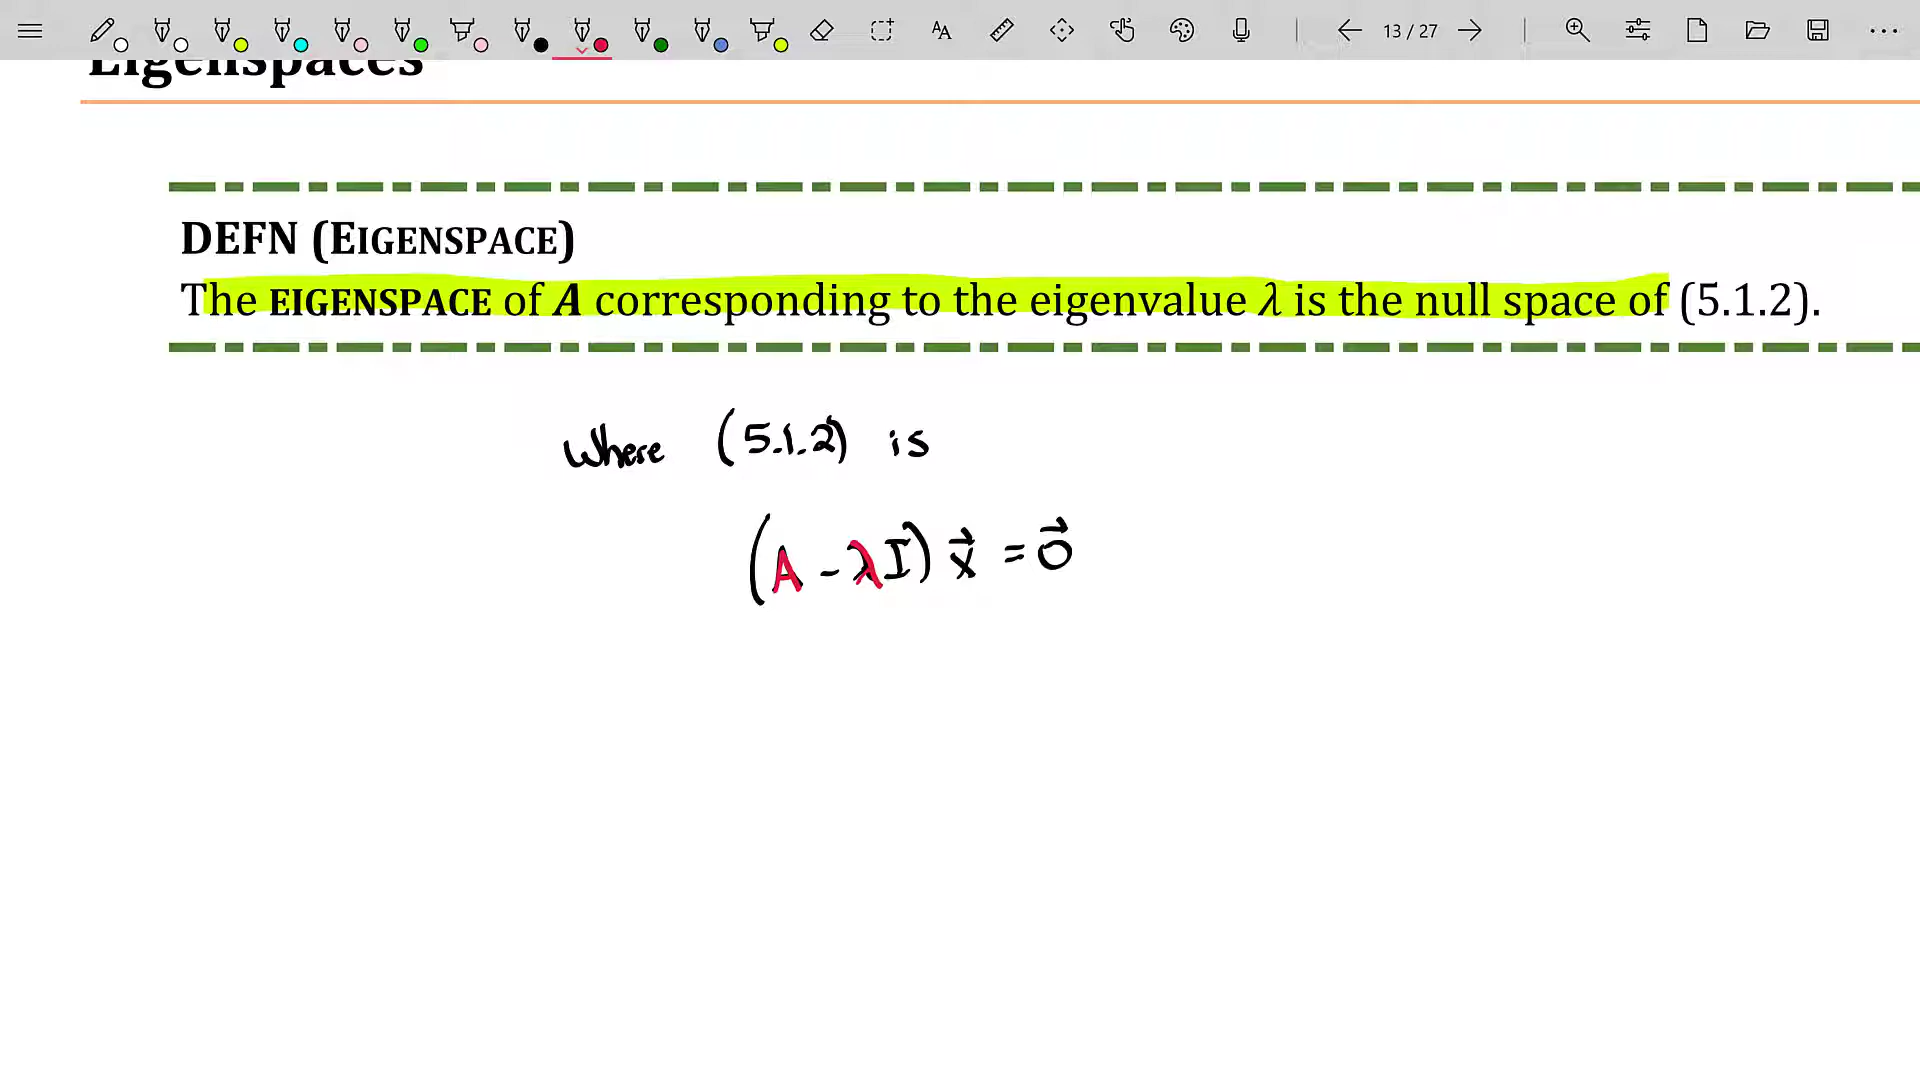 13 / 27
Eigenspaces
DEFN (EIGENSPACE)
The EIGENSPACE of A corresponding to the eigenvalue λ is the null space of (5.1.2).
where (5.1.2) is
(A - λI) x⃗ = 0⃗